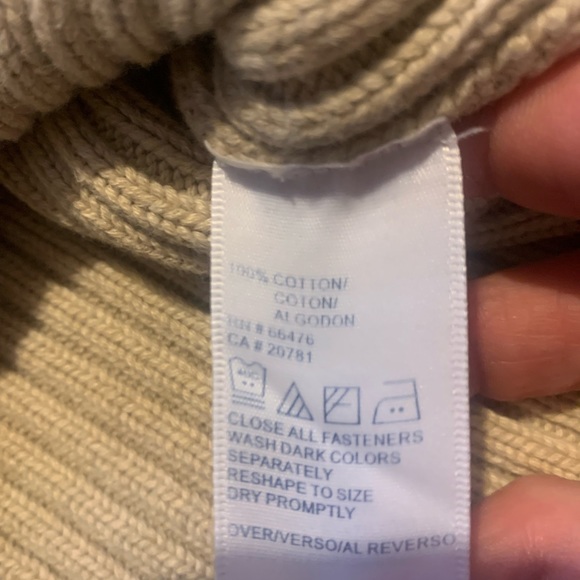 100% COTTON/
COTON/
ALGODON
RN # 66476
CA # 20781
40C
CLOSE ALL FASTENERS
WASH DARK COLORS
SEPARATELY
RESHAPE TO SIZE
DRY PROMPTLY
OVER/VERSO/AL REVERSO